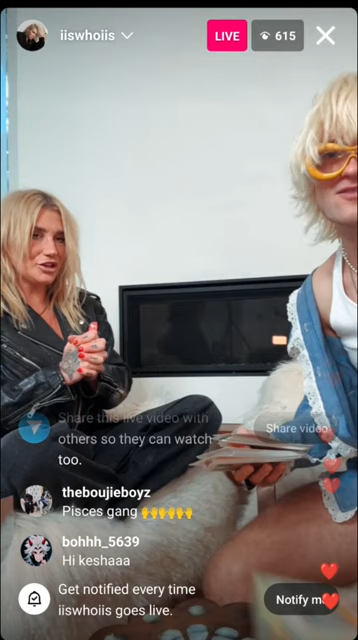 iiswhoiis
LIVE
615
Share this live video with
others so they can watch
too.
Share video
theboujieboyz
Pisces gang 🙌🙌🙌🙌🙌
bohhh_5639
Hi keshaaa
Get notified every time
iiswhoiis goes live.
Notify